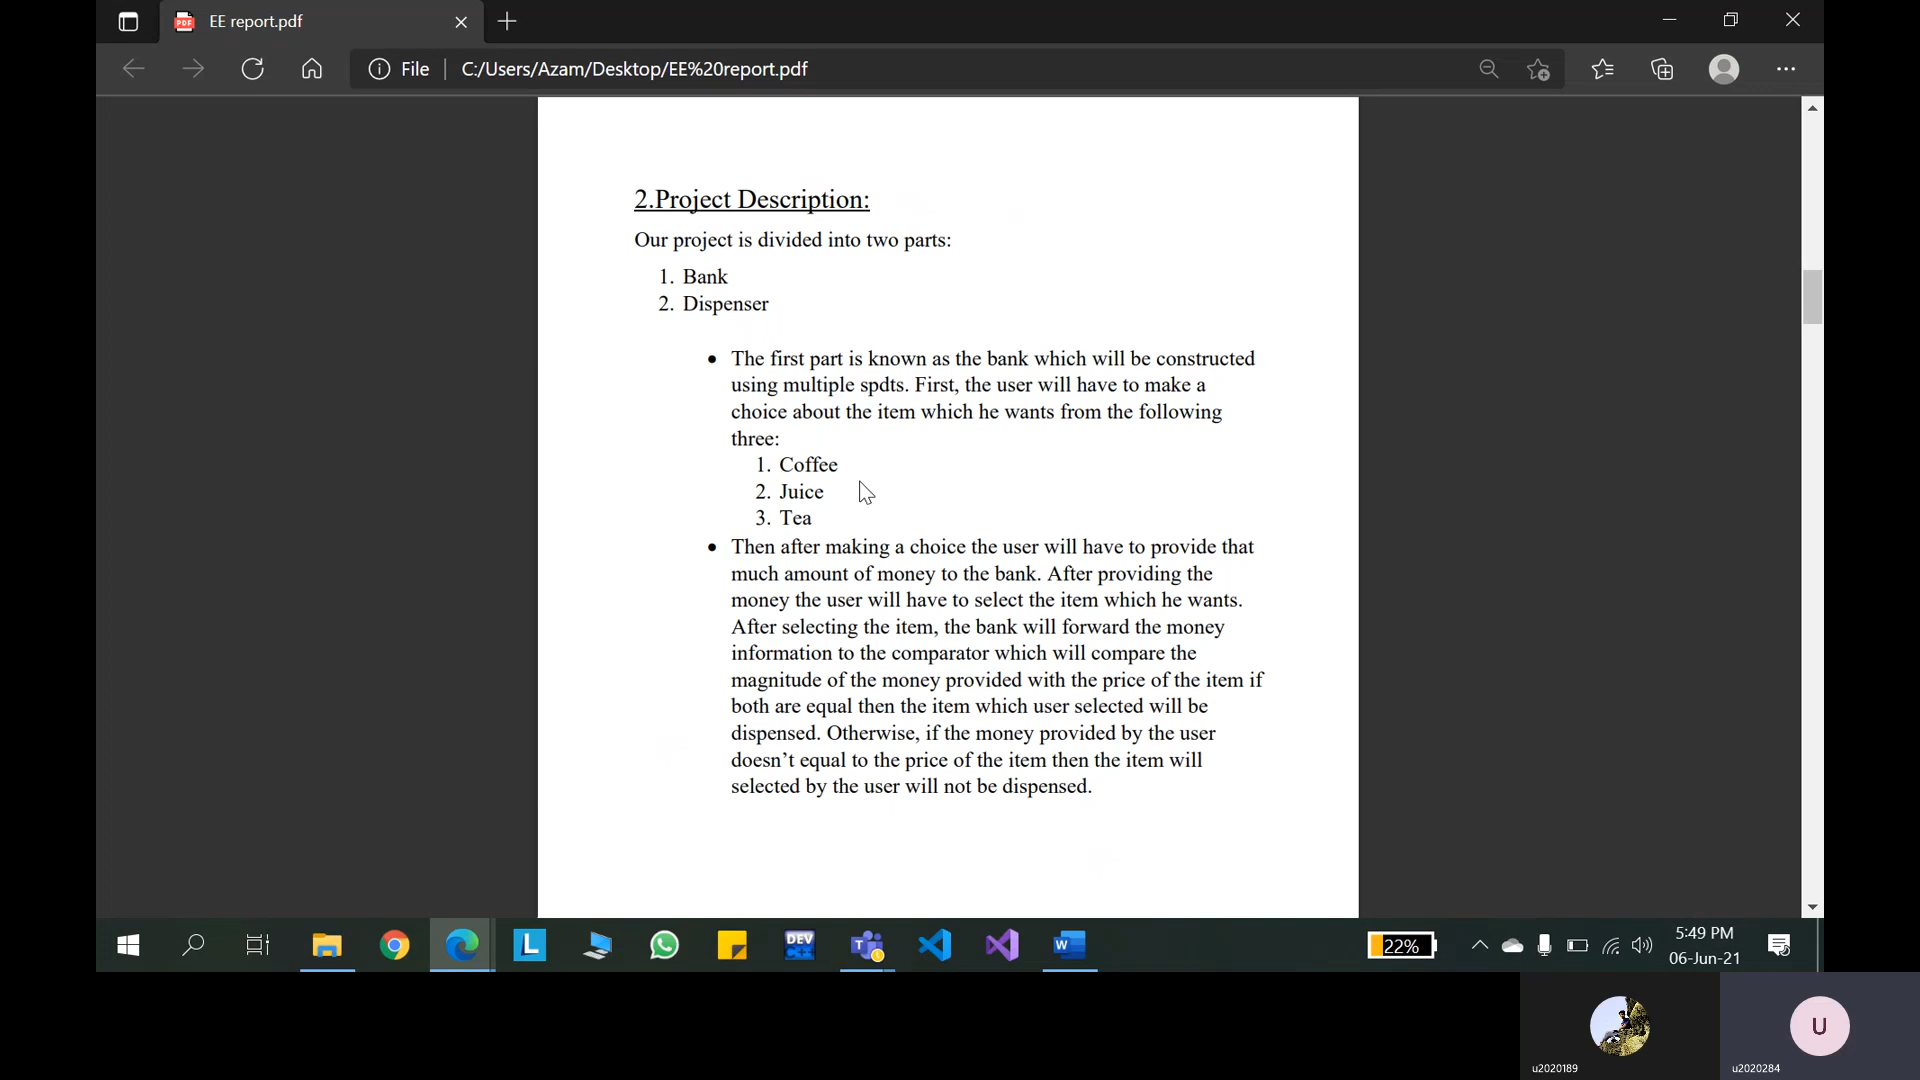 EE report.pdf
File
C:/Users/Azam/Desktop/EE%20report.pdf
2.Project Description:
Our project is divided into two parts:
1. Bank
2. Dispenser
• The first part is known as the bank which will be constructed
using multiple spdts. First, the user will have to make a
choice about the item which he wants from the following
three:
1. Coffee
2. Juice
3. Tea
• Then after making a choice the user will have to provide that
much amount of money to the bank. After providing the
money the user will have to select the item which he wants.
After selecting the item, the bank will forward the money
information to the comparator which will compare the
magnitude of the money provided with the price of the item if
both are equal then the item which user selected will be
dispensed. Otherwise, if the money provided by the user
doesn’t equal to the price of the item then the item will
selected by the user will not be dispensed.
L
DEV
C++
T
W
22%
5:49 PM
06-Jun-21
U
u2020189
u2020284